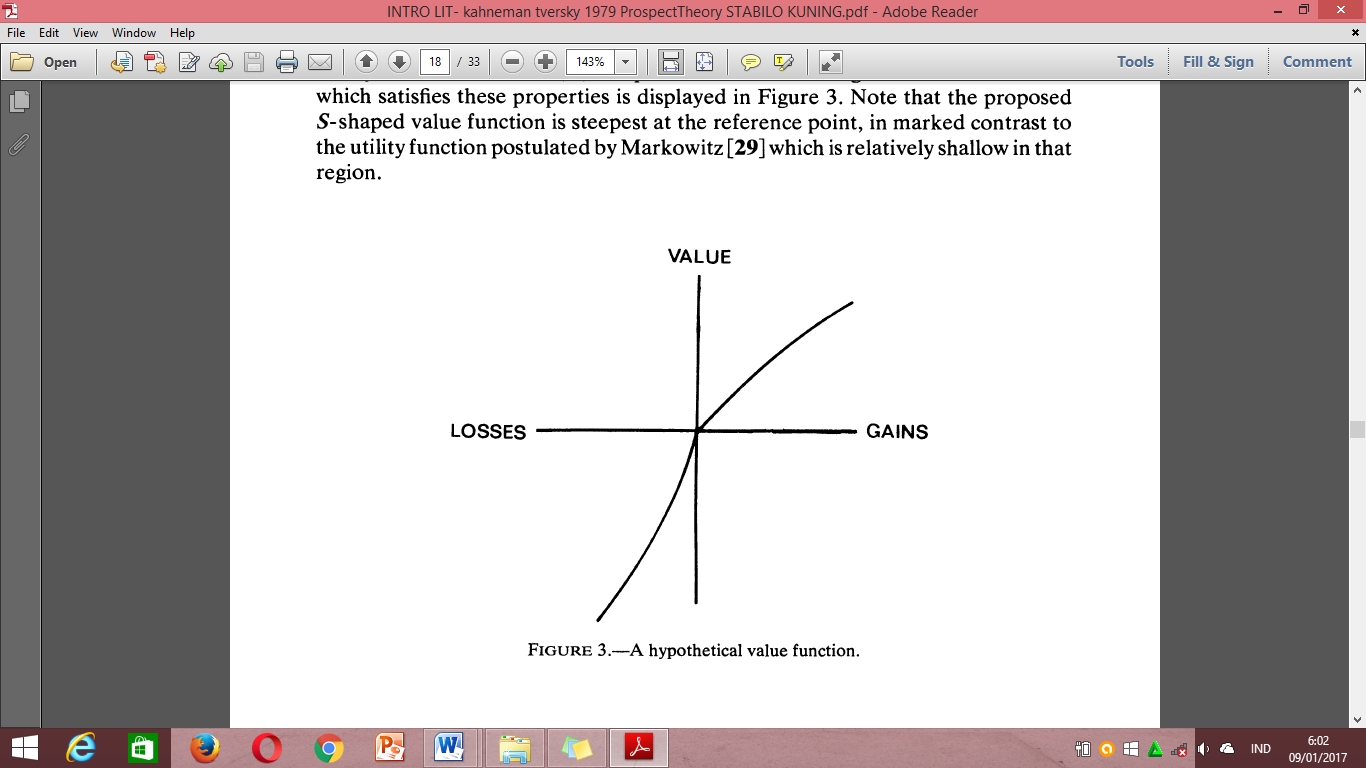 INTRO LIT- kahneman tversky 1979 ProspectTheory STABILO KUNING.pdf - Adobe Reader
File Edit View Window Help
Open 18 / 33 143% Tools Fill & Sign Comment
which satisfies these properties is displayed in Figure 3. Note that the proposed
S-shaped value function is steepest at the reference point, in marked contrast to
the utility function postulated by Markowitz [29] which is relatively shallow in that
region.
VALUE
LOSSES GAINS
FIGURE 3.—A hypothetical value function.
IND
6:02
09/01/2017